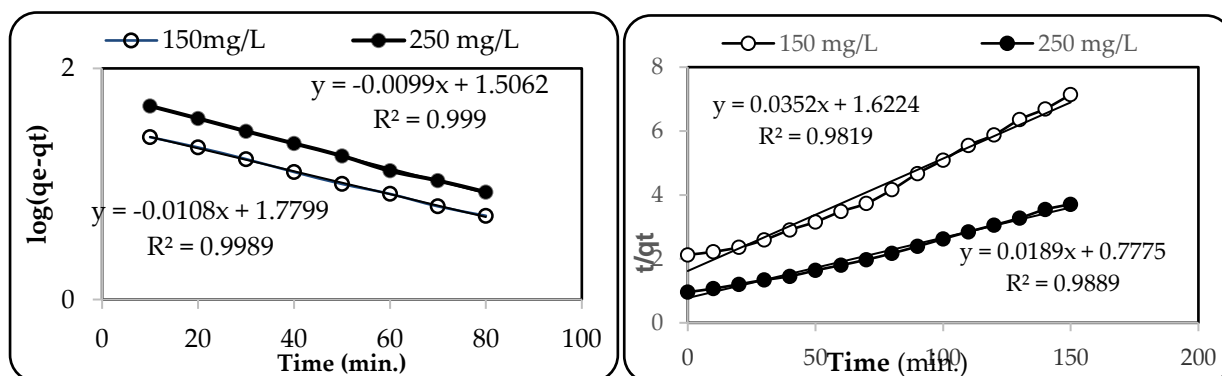 150mg/L 250 mg/L
2
y = -0.0099x + 1.5062
R² = 0.999
log(qe-qt)
y = -0.0108x + 1.7799
R² = 0.9989
0
0 20 40 60 80 100
Time (min.)
150 mg/L 250 mg/L
8
y = 0.0352x + 1.6224
R² = 0.9819
6
4
t/qt
2
y = 0.0189x + 0.7775
R² = 0.9889
0
0 50 100 150 200
Time (min.)